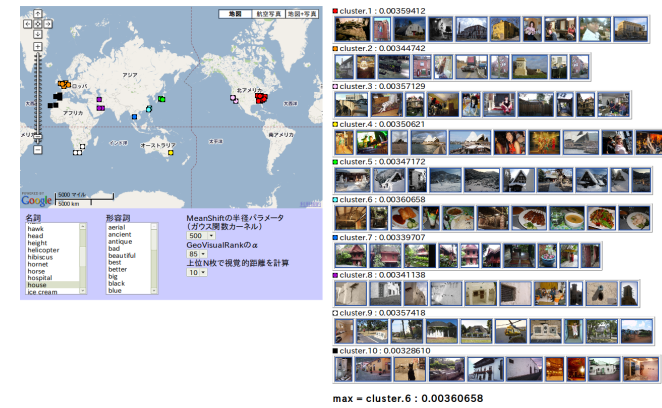 地図
航空写真
地図+写真
ヨーロッパ
アジア
北アメリカ
大西洋
アフリカ
インド洋
オーストラリア
南アメリカ
POWERED BY
Google
5000 マイル
5000 km
名詞
hawk
head
height
helicopter
hibiscus
hornet
horse
hospital
house
ice cream
形容詞
aerial
ancient
antique
bad
beautiful
best
better
big
black
blue
MeanShiftの半径パラメータ
(ガウス関数カーネル)
500
GeoVisualRankのα
85
上位N枚で視覚的距離を計算
10
cluster.1 : 0.00359412
cluster.2 : 0.00344742
cluster.3 : 0.00357129
cluster.4 : 0.00350621
cluster.5 : 0.00347172
cluster.6 : 0.00360658
cluster.7 : 0.00339707
cluster.8 : 0.00341138
cluster.9 : 0.00357418
cluster.10 : 0.00328610
max = cluster.6 : 0.00360658